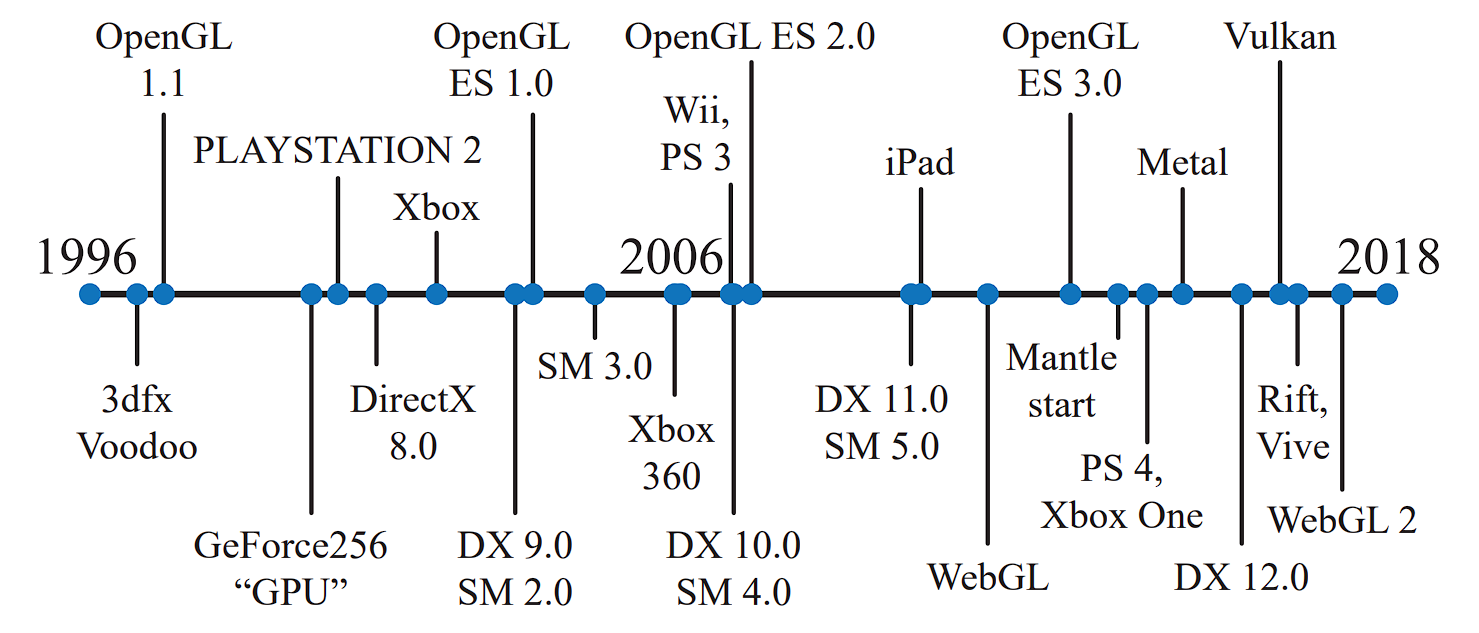 OpenGL
1.1
OpenGL
ES 1.0
OpenGL ES 2.0
OpenGL
ES 3.0
Vulkan
Wii,
PS 3
PLAYSTATION 2
iPad
Metal
Xbox
1996
2006
2018
3dfx
Voodoo
DirectX
8.0
SM 3.0
Xbox
360
DX 11.0
SM 5.0
Mantle
start
Rift,
Vive
PS 4,
Xbox One
WebGL 2
GeForce256
“GPU”
DX 9.0
SM 2.0
DX 10.0
SM 4.0
WebGL
DX 12.0